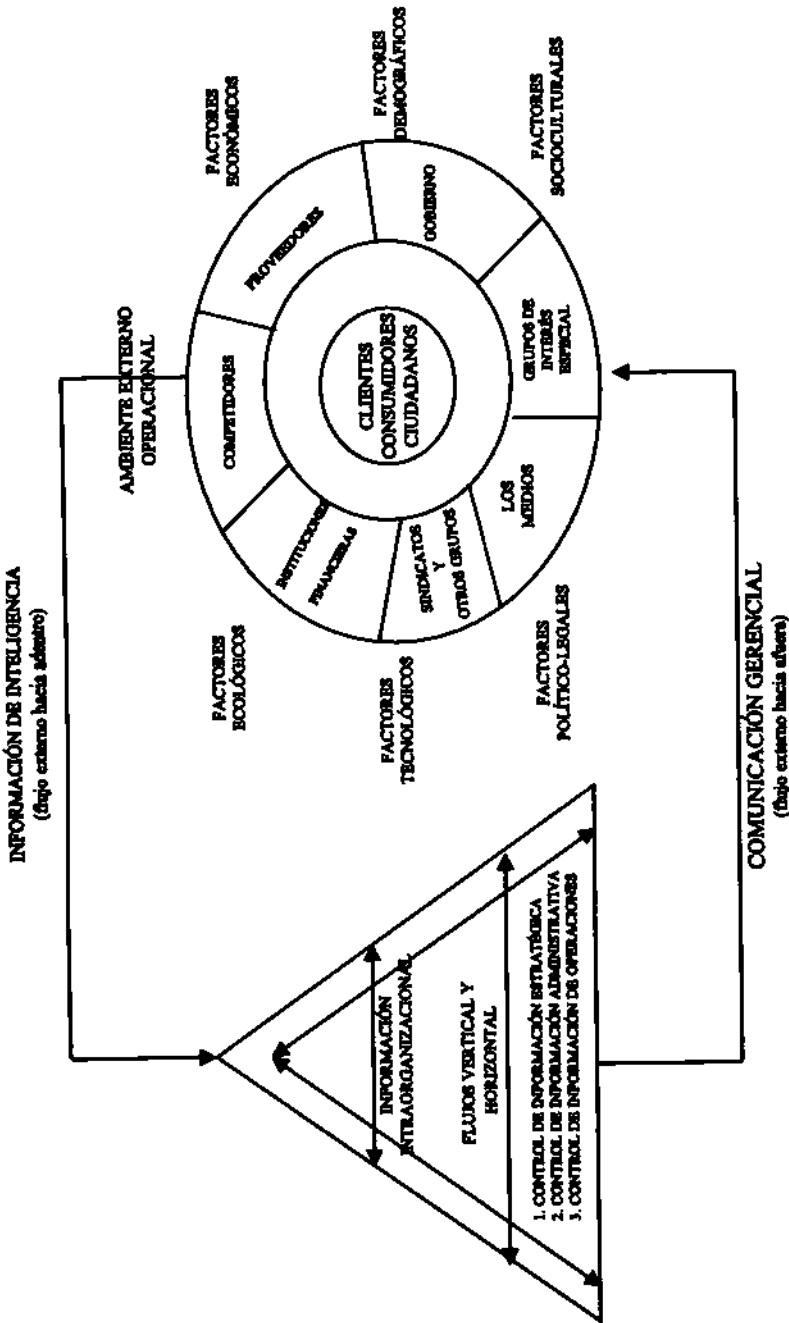 INFORMACIÓN DE INTELIGENCIA
(flujo externo hacia adentro)
AMBIENTE EXTERNO
OPERACIONAL
INFORMACIÓN
INTRAORGANIZACIONAL
FLUJOS VERTICAL Y
HORIZONTAL
1. CONTROL DE INFORMACIÓN ESTRATÉGICA
2. CONTROL DE INFORMACIÓN ADMINISTRATIVA
3. CONTROL DE INFORMACIÓN DE OPERACIONES
FACTORES
ECOLÓGICOS
FACTORES
ECONÓMICOS
FACTORES
TECNOLÓGICOS
FACTORES
DEMOGRÁFICOS
FACTORES
POLÍTICO-LEGALES
FACTORES
SOCIOCULTURALES
COMPETIDORES
PROVEEDORES
GOBIERNO
GRUPOS DE
INTERÉS
ESPECIAL
LOS
MEDIOS
SINDICATOS
Y
OTROS GRUPOS
INSTITUCIONES
FINANCIERAS
CLIENTES
CONSUMIDORES
CIUDADANOS
COMUNICACIÓN GERENCIAL
(flujo externo hacia afuera)